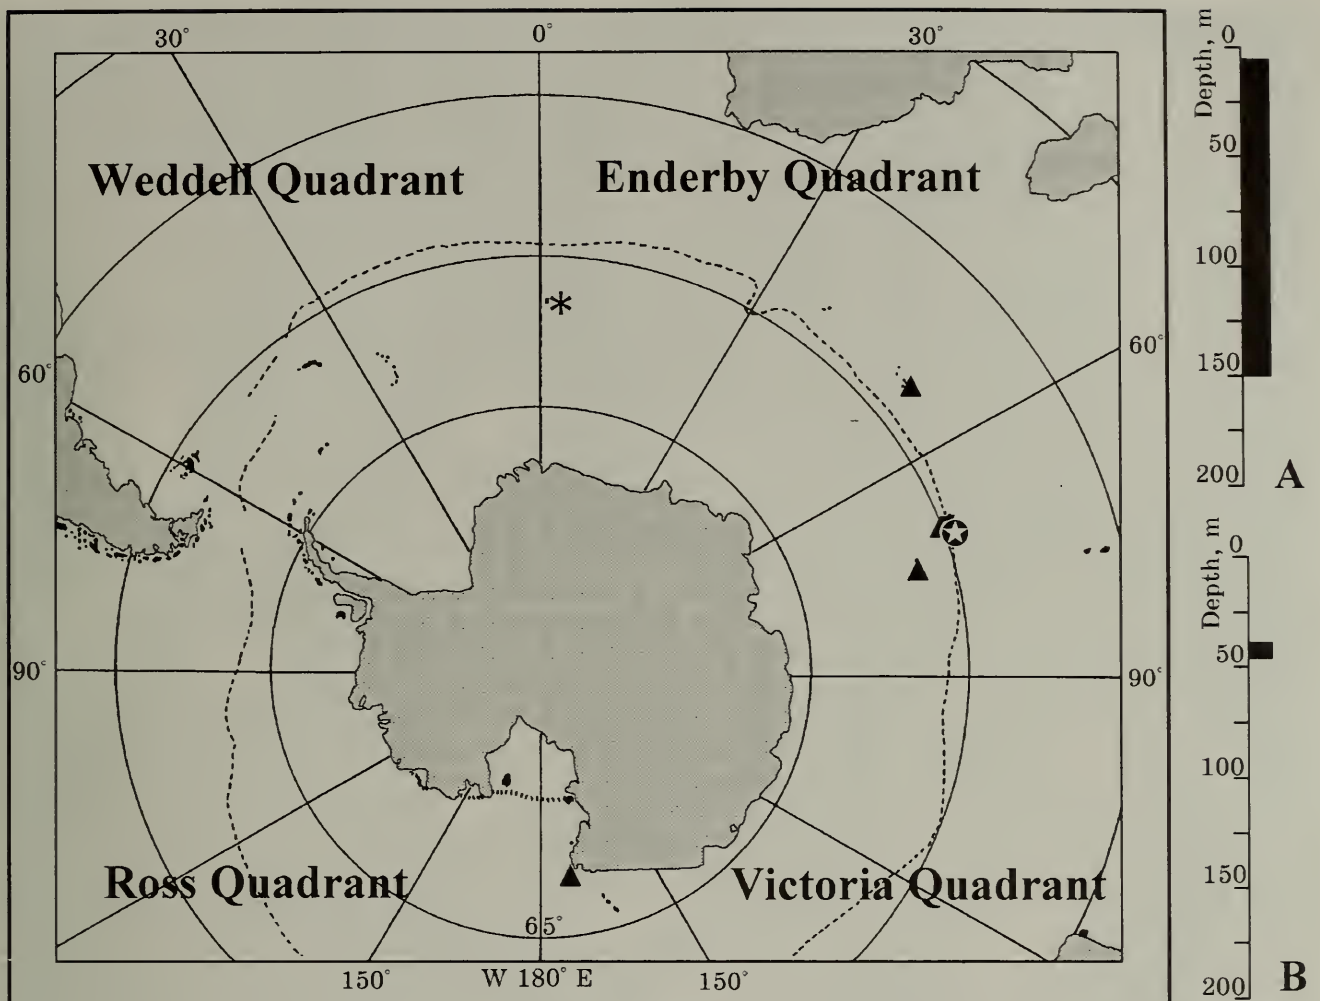 30° 0° 30°
Weddell Quadrant Enderby Quadrant
60° 60°
90° 90°
Ross Quadrant Victoria Quadrant
65°
150° W 180° E 150°
Depth, m
0
50
100
150
200
A
Depth, m
0
50
100
150
200
B